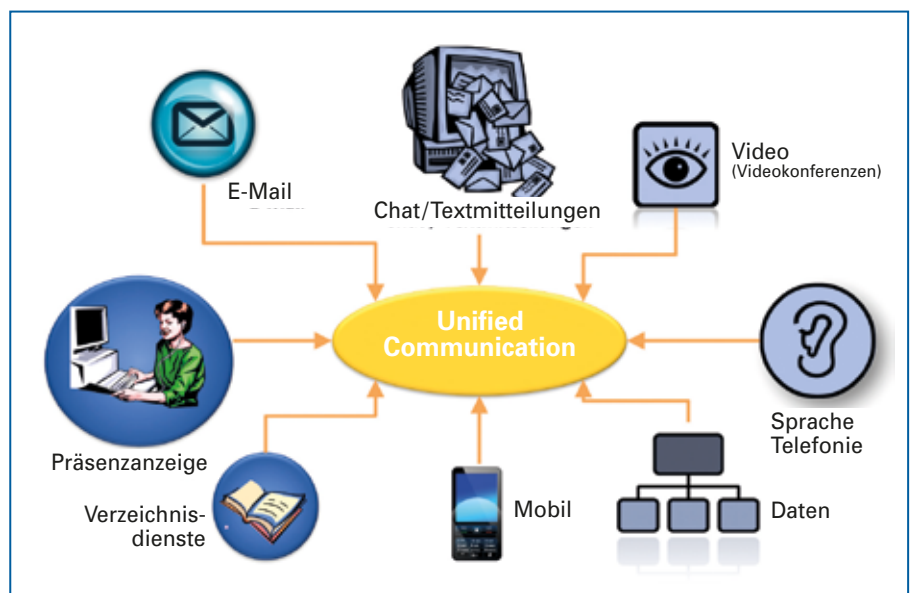 E-Mail
Chat/Textmitteilungen
Video
(Videokonferenzen)
Unified
Communication
Präsenzanzeige
Sprache
Telefonie
Verzeichnis-
dienste
Mobil
Daten